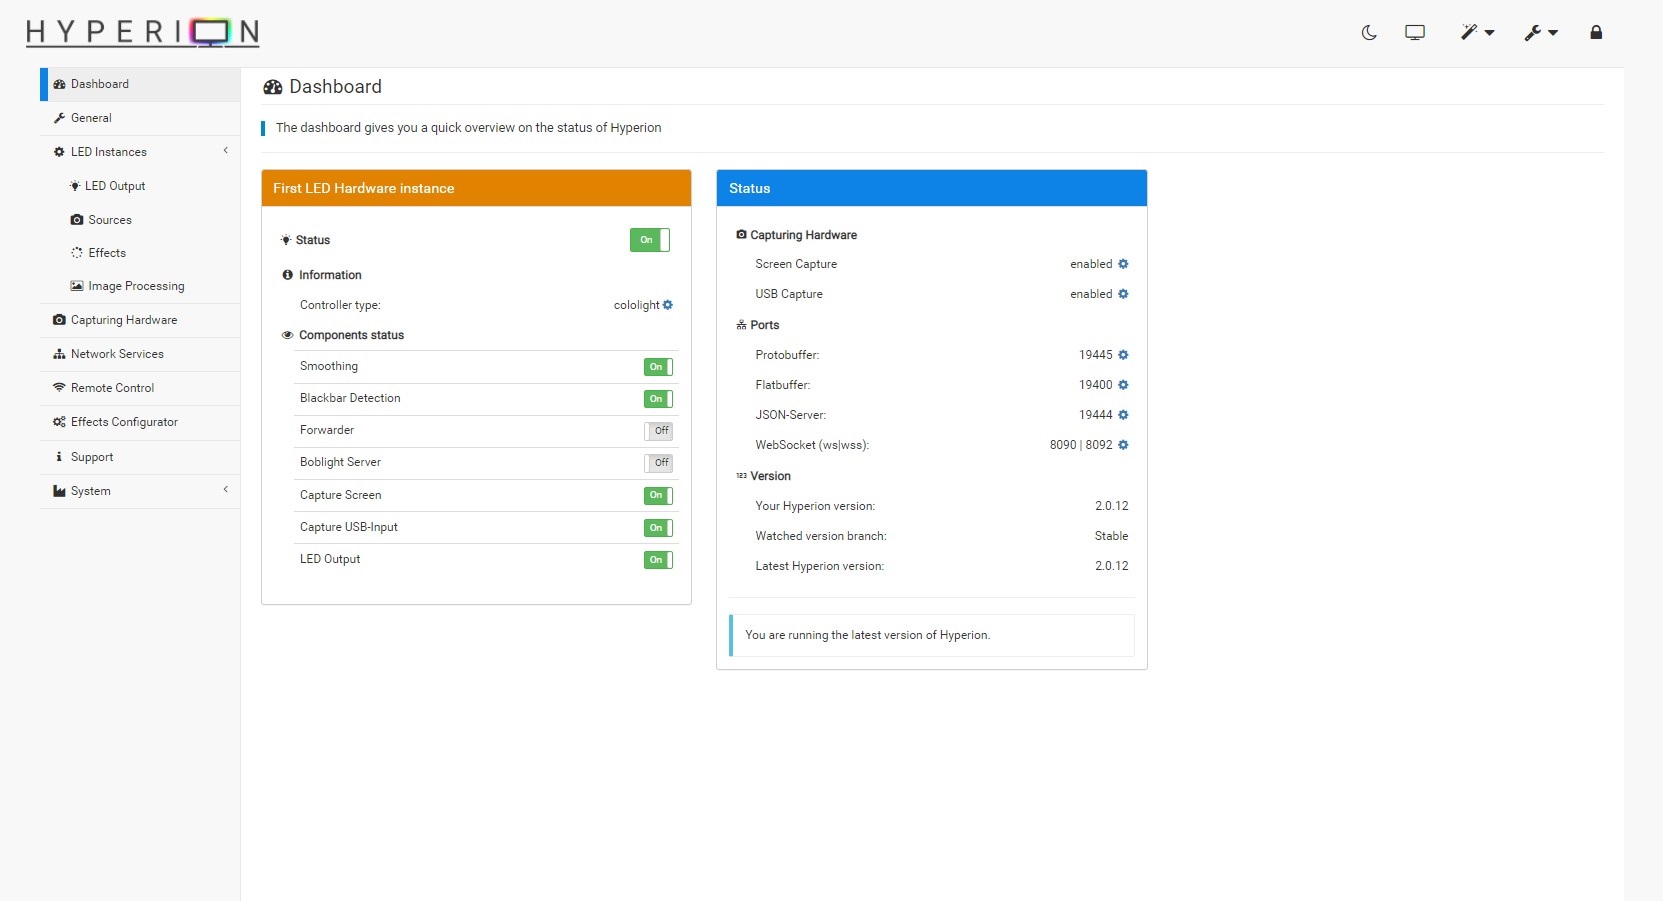 HYPERION
Dashboard
General
LED Instances
LED Output
Sources
Effects
Image Processing
Capturing Hardware
Network Services
Remote Control
Effects Configurator
Support
System
Dashboard
The dashboard gives you a quick overview on the status of Hyperion
First LED Hardware instance
Status On
Information
Controller type: cololight
Components status
Smoothing On
Blackbar Detection On
Forwarder Off
Boblight Server Off
Capture Screen On
Capture USB-Input On
LED Output On
Status
Capturing Hardware
Screen Capture enabled
USB Capture enabled
Ports
Protobuffer: 19445
Flatbuffer: 19400
JSON-Server: 19444
WebSocket (ws|wss): 8090 | 8092
123 Version
Your Hyperion version: 2.0.12
Watched version branch: Stable
Latest Hyperion version: 2.0.12
You are running the latest version of Hyperion.